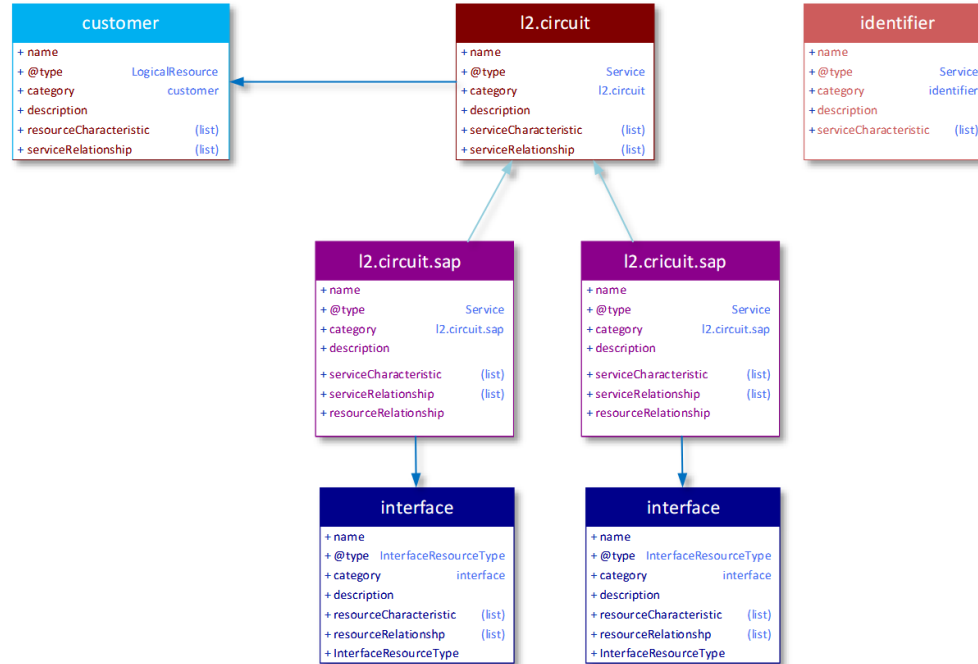 customer
+ name
+ @type LogicalResource
+ category customer
+ description
+ resourceCharacteristic (list)
+ serviceRelationship (list)
l2.circuit
+ name
+ @type Service
+ category l2.circuit
+ description
+ serviceCharacteristic (list)
+ serviceRelationship (list)
identifier
+ name
+ @type Service
+ category identifier
+ description
+ serviceCharacteristic (list)
l2.circuit.sap
+ name
+ @type Service
+ category l2.circuit.sap
+ description
+ serviceCharacteristic (list)
+ serviceRelationship (list)
+ resourceRelationship
l2.cricuit.sap
+ name
+ @type Service
+ category l2.circuit.sap
+ description
+ serviceCharacteristic (list)
+ serviceRelationship (list)
+ resourceRelationship
interface
+ name
+ @type InterfaceResourceType
+ category interface
+ description
+ resourceCharacteristic (list)
+ resourceRelationshp (list)
+ InterfaceResourceType
interface
+ name
+ @type InterfaceResourceType
+ category interface
+ description
+ resourceCharacteristic (list)
+ resourceRelationshp (list)
+ InterfaceResourceType